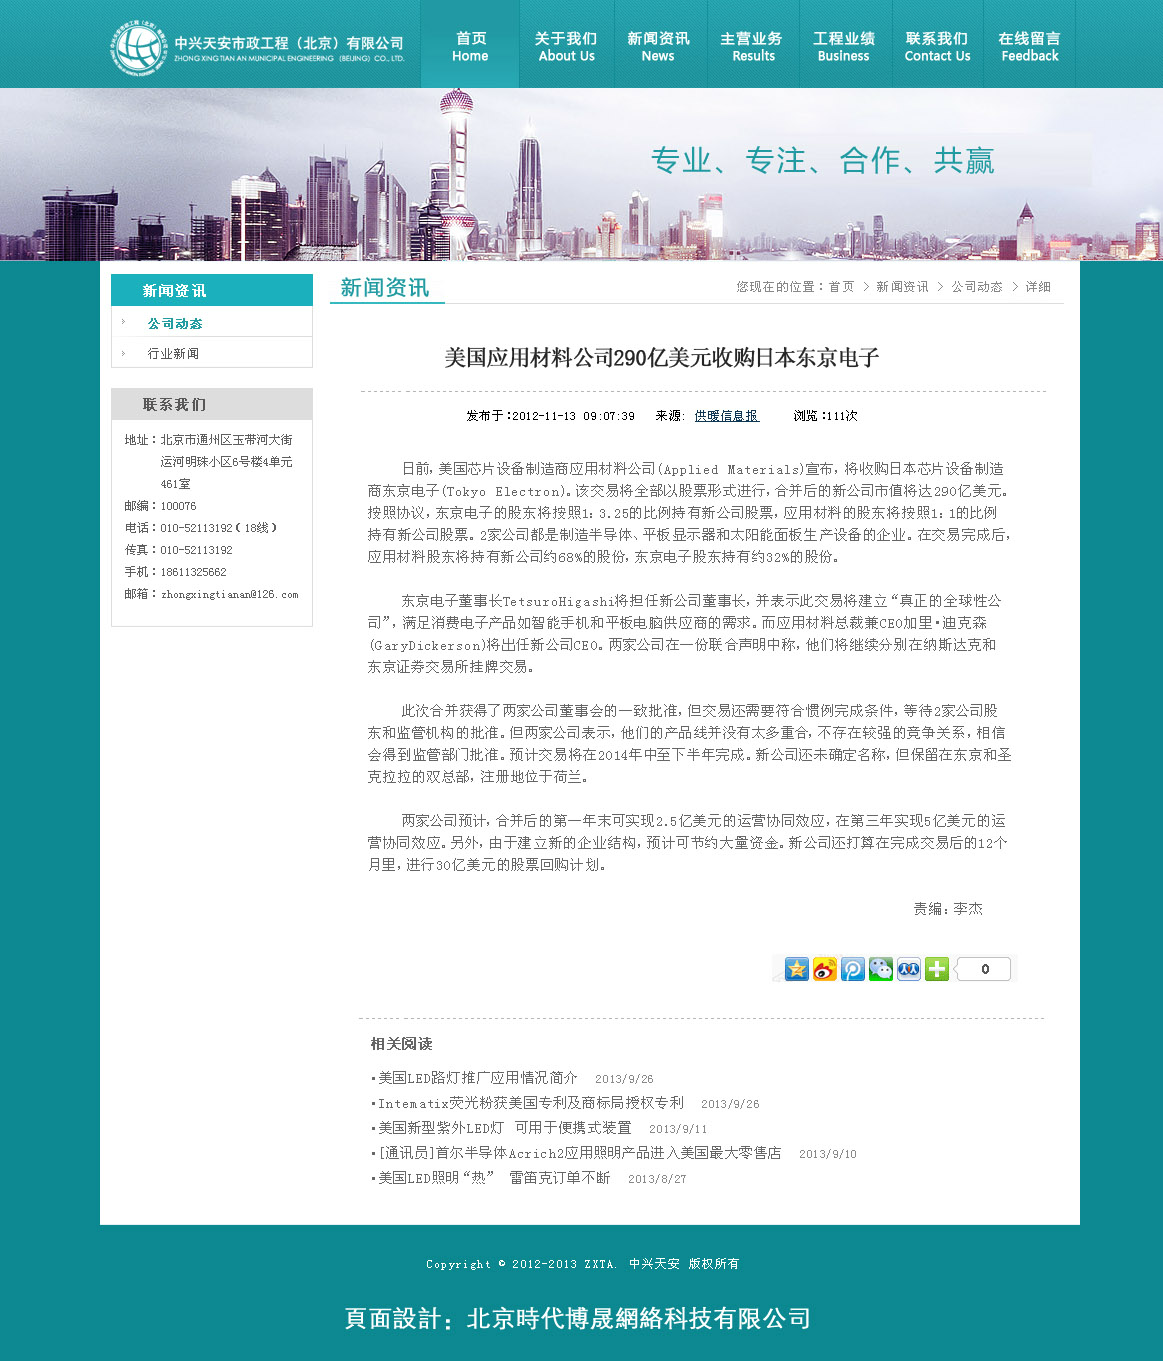 中兴天安市政工程（北京）有限公司
ZHONG XING TIAN AN MUNICIPAL ENGINEERING (BEIJING) CO., LTD.
首页 关于我们 新闻资讯 主营业务 工程业绩 联系我们 在线留言
Home About Us News Results Business Contact Us Feedback
专业、专注、合作、共赢
新闻资讯
公司动态
行业新闻
联系我们
地址：北京市通州区玉带河大街
运河明珠小区6号楼4单元
461室
邮编：100076
电话：010-52113192（18线）
传真：010-52113192
手机：18611325662
邮箱：zhongxingtianan@126.com
新闻资讯
您现在的位置：首页 > 新闻资讯 > 公司动态 > 详细
美国应用材料公司290亿美元收购日本东京电子
发布于：2012-11-13 09:07:39 来源: 供暖信息报 浏览：111次
日前，美国芯片设备制造商应用材料公司(Applied Materials)宣布，将收购日本芯片设备制造
商东京电子(Tokyo Electron)。该交易将全部以股票形式进行，合并后的新公司市值将达290亿美元。
按照协议，东京电子的股东将按照1：3.25的比例持有新公司股票，应用材料的股东将按照1：1的比例
持有新公司股票。2家公司都是制造半导体、平板显示器和太阳能面板生产设备的企业。在交易完成后，
应用材料股东将持有新公司约68%的股份，东京电子股东持有约32%的股份。
东京电子董事长TetsuroHigashi将担任新公司董事长，并表示此交易将建立“真正的全球性公
司”，满足消费电子产品如智能手机和平板电脑供应商的需求。而应用材料总裁兼CEO加里·迪克森
(GaryDickerson)将出任新公司CEO。两家公司在一份联合声明中称，他们将继续分别在纳斯达克和
东京证券交易所挂牌交易。
此次合并获得了两家公司董事会的一致批准，但交易还需要符合惯例完成条件，等待2家公司股
东和监管机构的批准。但两家公司表示，他们的产品线并没有太多重合，不存在较强的竞争关系，相信
会得到监管部门批准。预计交易将在2014年中至下半年完成。新公司还未确定名称，但保留在东京和圣
克拉拉的双总部，注册地位于荷兰。
两家公司预计，合并后的第一年末可实现2.5亿美元的运营协同效应，在第三年实现5亿美元的运
营协同效应。另外，由于建立新的企业结构，预计可节约大量资金。新公司还打算在完成交易后的12个
月里，进行30亿美元的股票回购计划。
责编：李杰
0
相关阅读
·美国LED路灯推广应用情况简介 2013/9/26
·Intematix荧光粉获美国专利及商标局授权专利 2013/9/26
·美国新型紫外LED灯 可用于便携式装置 2013/9/11
·[通讯员]首尔半导体Acrich2应用照明产品进入美国最大零售店 2013/9/10
·美国LED照明“热” 雷笛克订单不断 2013/8/27
Copyright © 2012-2013 ZXTA. 中兴天安 版权所有
頁面設計：北京時代博晟網絡科技有限公司